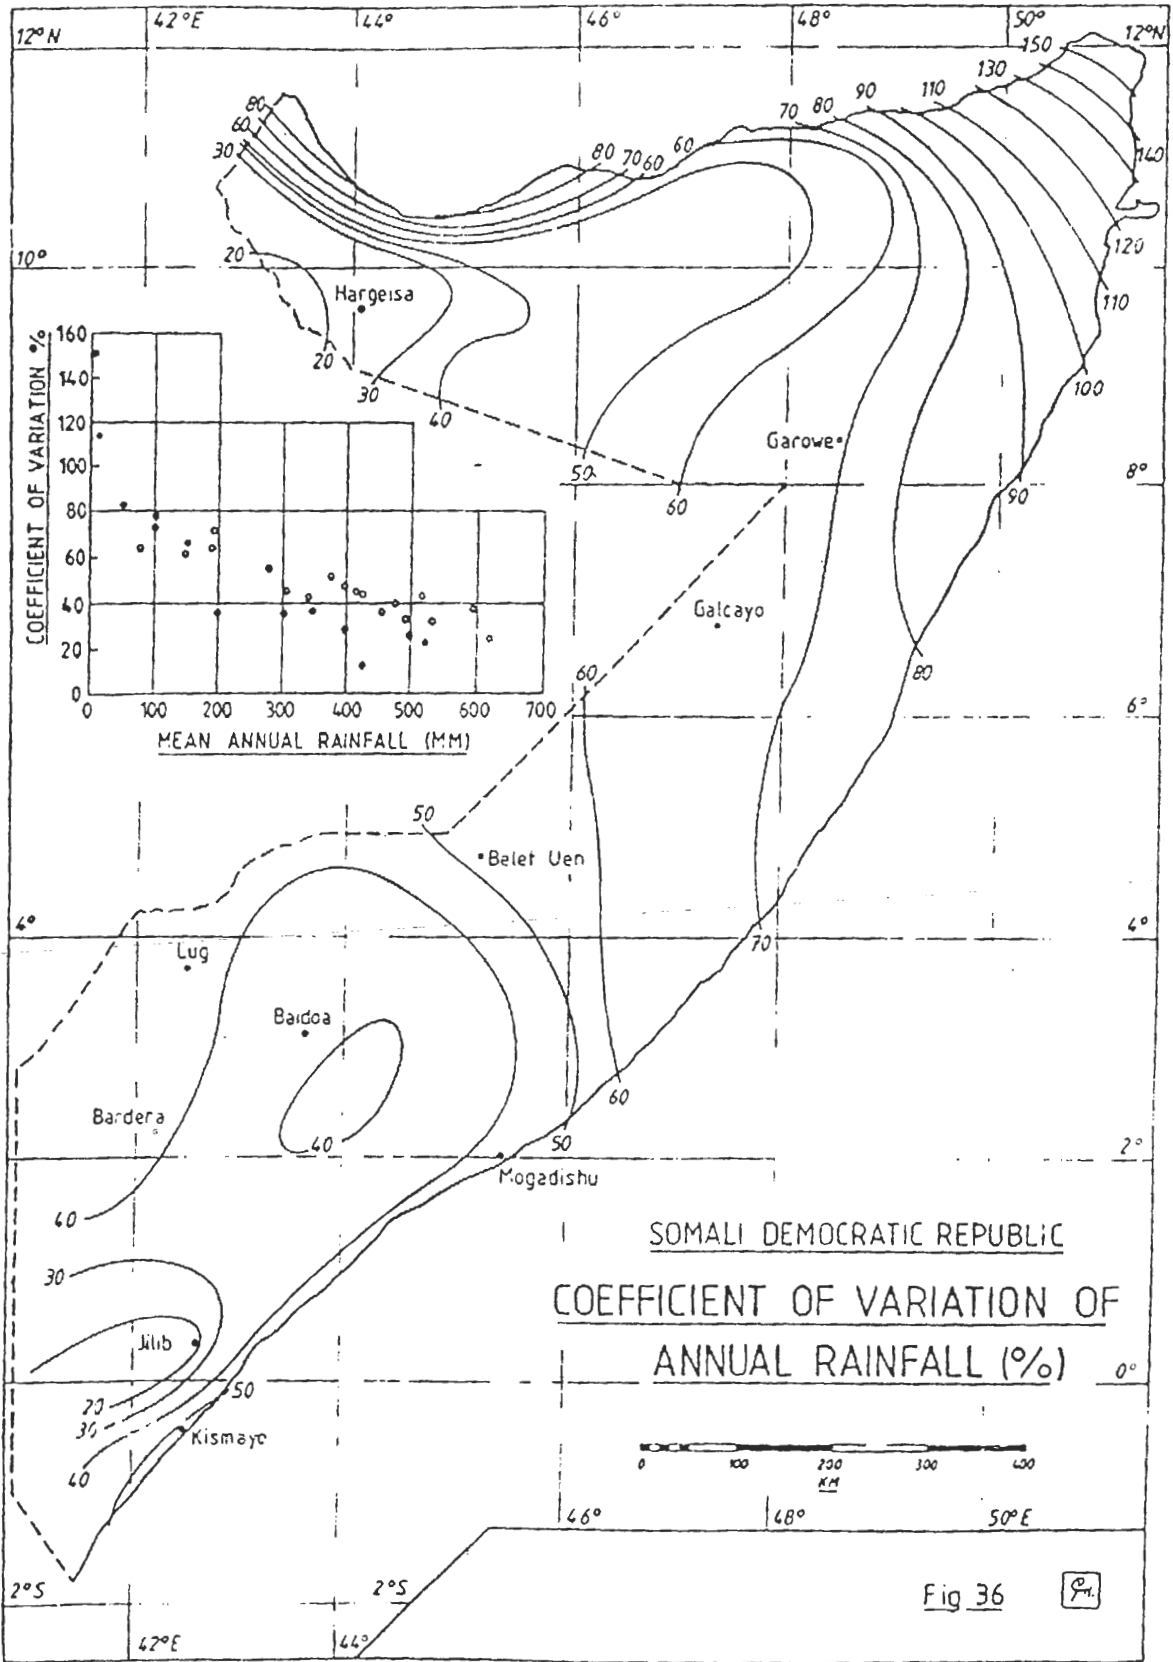 42°E 44° 46° 48° 50°
12°N 12°N
150
130
110
90
80
70
60
80 70 60
80
60
30
140
120
110
100
90
20
10°
Hargeisa
20
30
40
50
60
Garowe
8°
Galcayo
80
60
6°
COEFFICIENT OF VARIATION %
160
140
120
100
80
60
40
20
0
0 100 200 300 400 500 600 700
MEAN ANNUAL RAINFALL (MM)
50
Belet Uen
4° 4°
70
Lug
Baidoa
60
Bardera
40
50
2°
Mogadishu
40
30
Jilib
20
30
50
Kismayo
40
SOMALI DEMOCRATIC REPUBLIC
COEFFICIENT OF VARIATION OF
ANNUAL RAINFALL (%)
0°
0 100 200 300 400
KM
46° 48° 50°E
2°S 2°S
Fig 36
42°E 44°